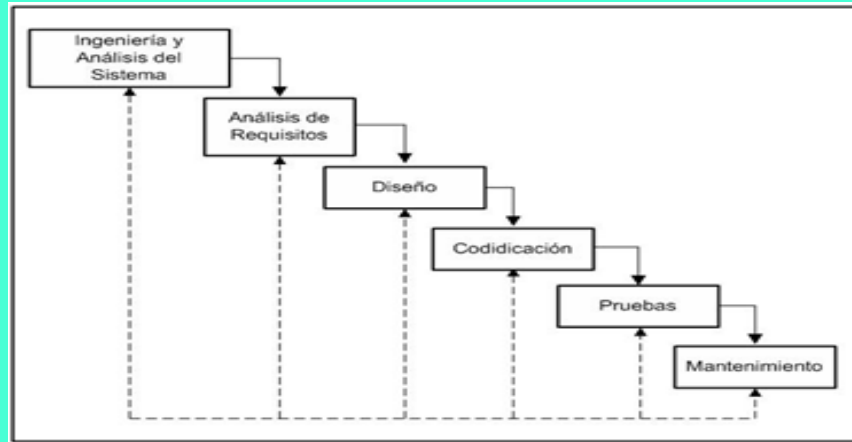 Ingeniería y
Análisis del
Sistema
Análisis de
Requisitos
Diseño
Codidicación
Pruebas
Mantenimiento